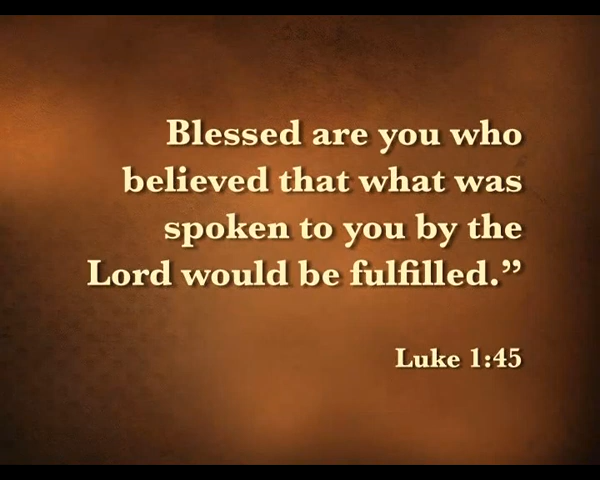 Blessed are you who
believed that what was
spoken to you by the
Lord would be fulfilled.”
Luke 1:45